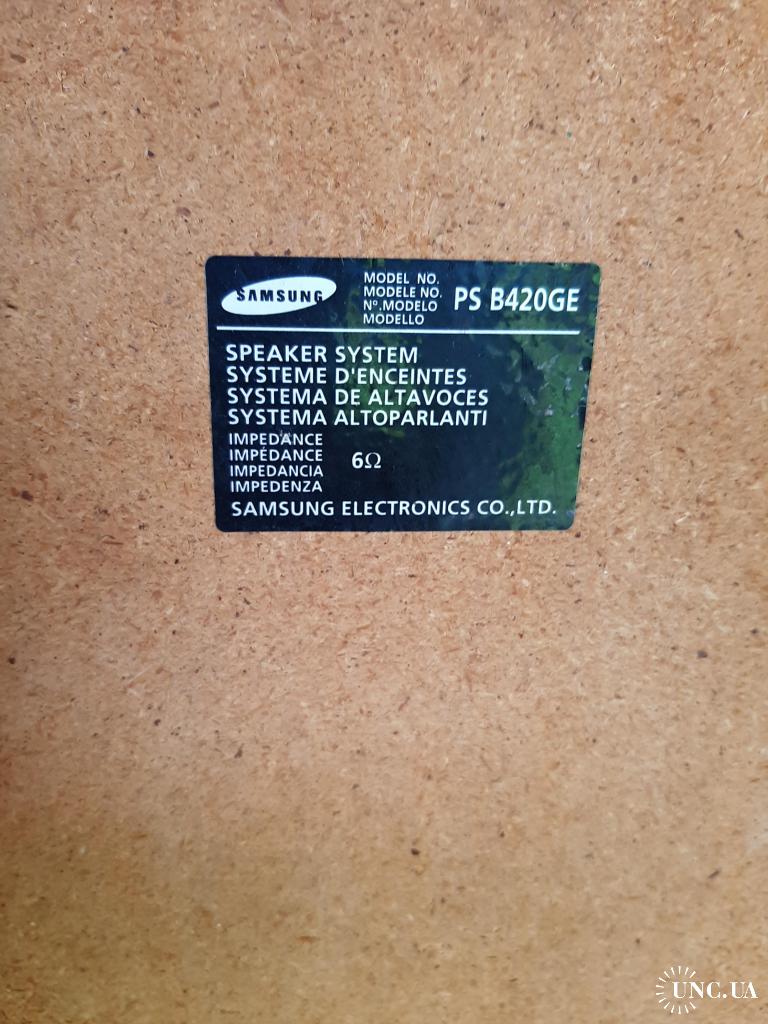 SAMSUNG
MODEL NO.
MODELE NO.
Nº.MODELO
MODELLO
PS B420GE
SPEAKER SYSTEM
SYSTEME D'ENCEINTES
SYSTEMA DE ALTAVOCES
SYSTEMA ALTOPARLANTI
IMPEDANCE
IMPÉDANCE
IMPEDANCIA
IMPEDENZA
6Ω
SAMSUNG ELECTRONICS CO.,LTD.
UNC.UA